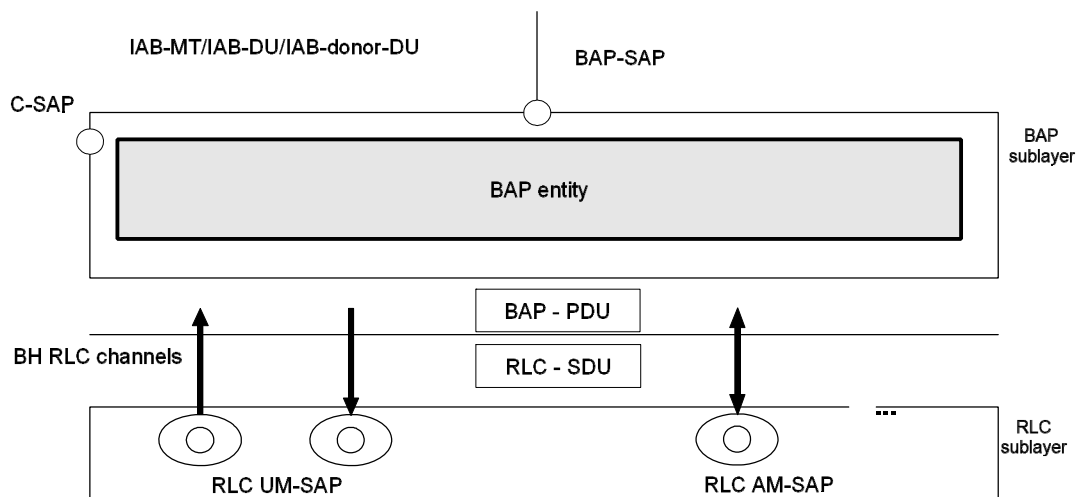 IAB-MT/IAB-DU/IAB-donor-DU
BAP-SAP
C-SAP
BAP
sublayer
BAP entity
BAP - PDU
BH RLC channels
RLC - SDU
RLC
sublayer
RLC UM-SAP
RLC AM-SAP